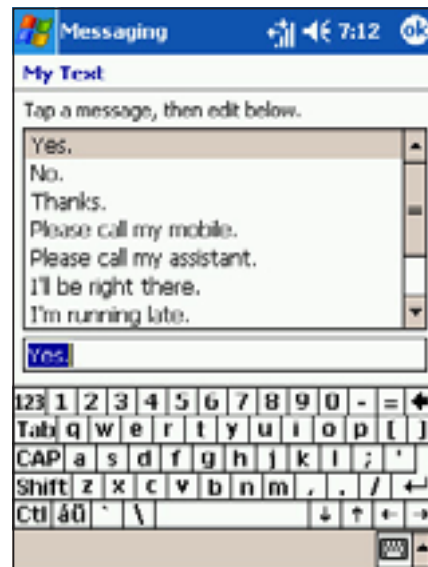 Messaging 7:12 ok
My Text
Tap a message, then edit below.
Yes.
No.
Thanks.
Please call my mobile.
Please call my assistant.
I'll be right there.
I'm running late.
Yes.
123 1 2 3 4 5 6 7 8 9 0 - =
Tab q w e r t y u i o p [ ]
CAP a s d f g h j k l ; '
Shift z x c v b n m , . /
Ctl áü ` \